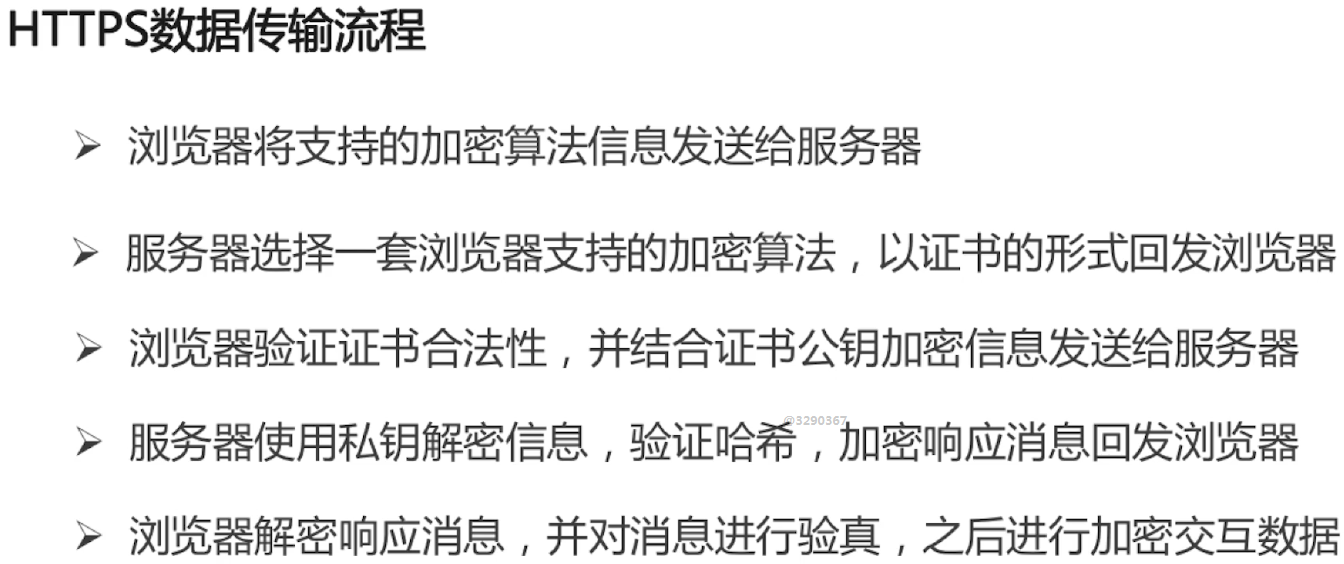 HTTPS数据传输流程
浏览器将支持的加密算法信息发送给服务器
服务器选择一套浏览器支持的加密算法，以证书的形式回发浏览器
浏览器验证证书合法性，并结合证书公钥加密信息发送给服务器
@3290367
服务器使用私钥解密信息，验证哈希，加密响应消息回发浏览器
浏览器解密响应消息，并对消息进行验真，之后进行加密交互数据